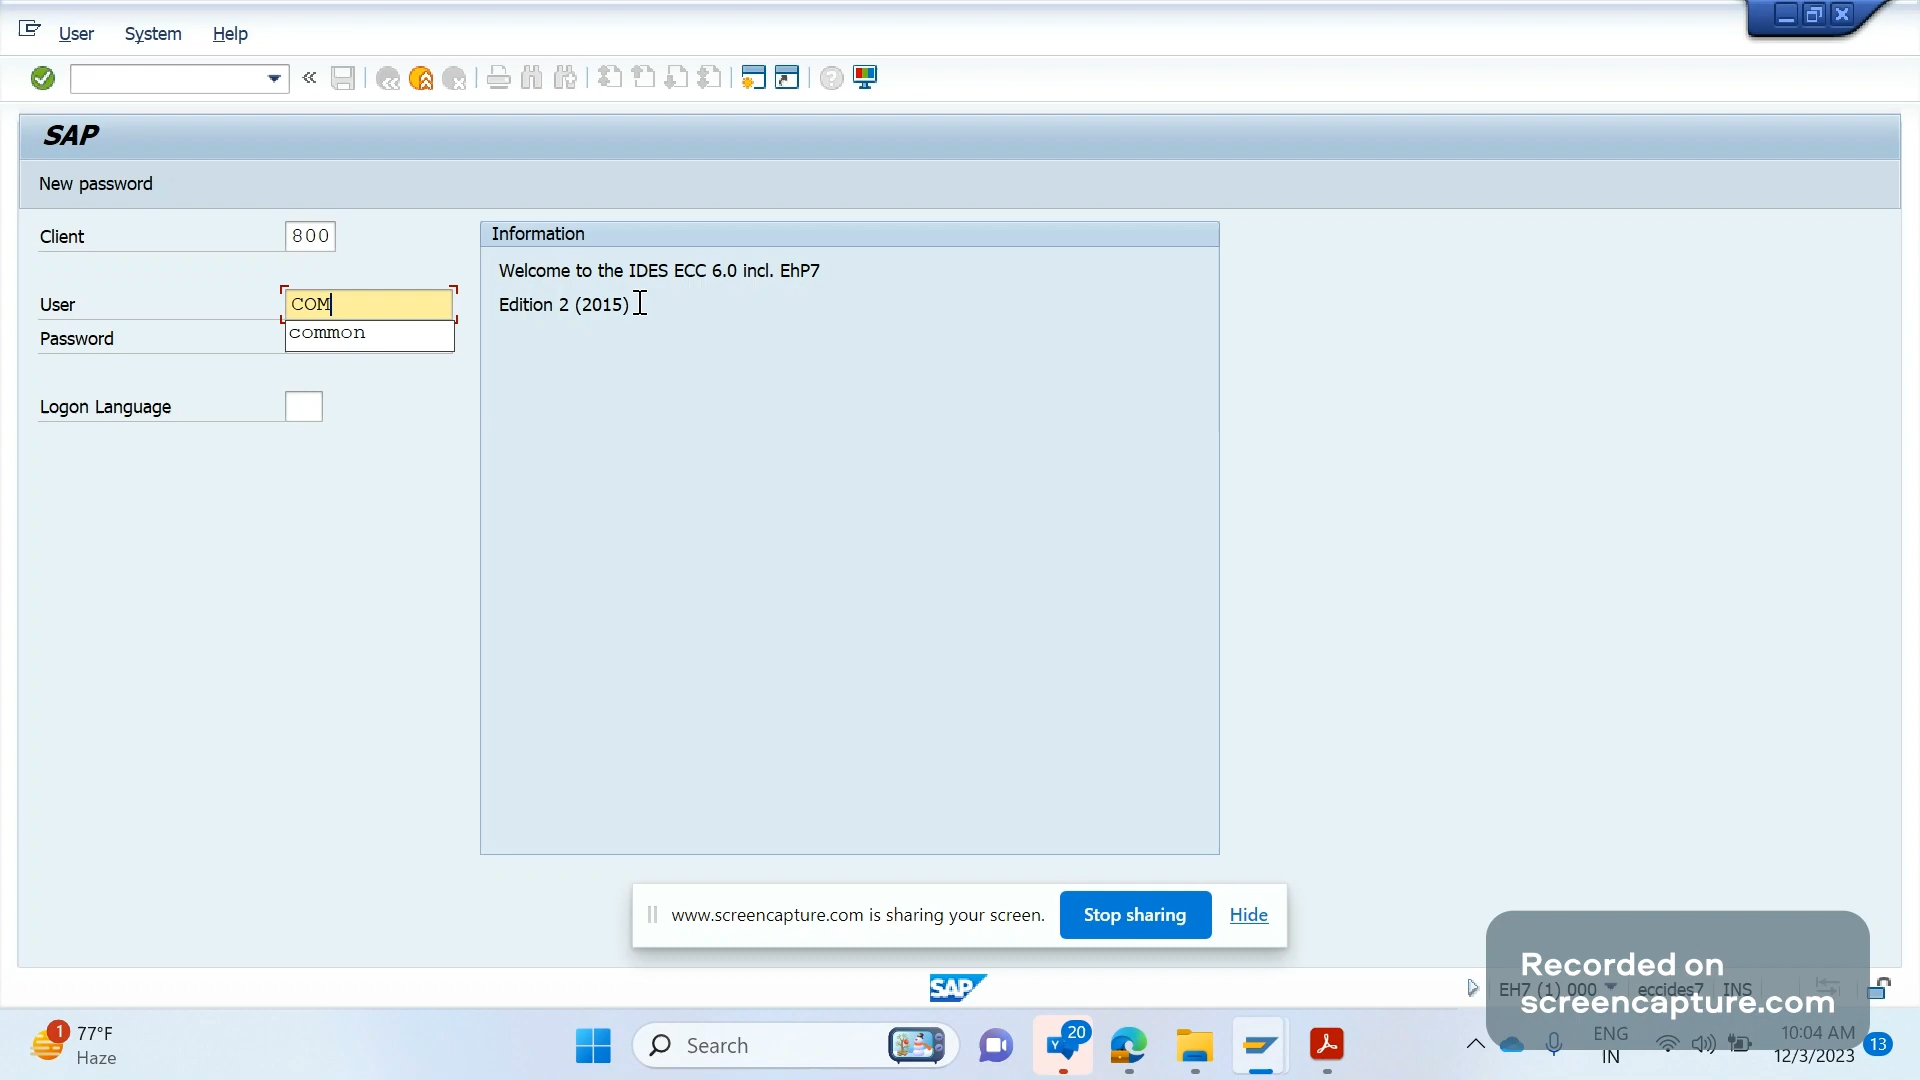 User System Help
SAP
New password
Client 800
User COM
common
Password
Logon Language
Information
Welcome to the IDES ECC 6.0 incl. EhP7
Edition 2 (2015)
www.screencapture.com is sharing your screen. Stop sharing Hide
SAP
EH7 (1) 000 eccides7 INS
Recorded on
screencapture.com
1 77°F
Haze
Search
20
ENG
IN
10:04 AM
12/3/2023
13